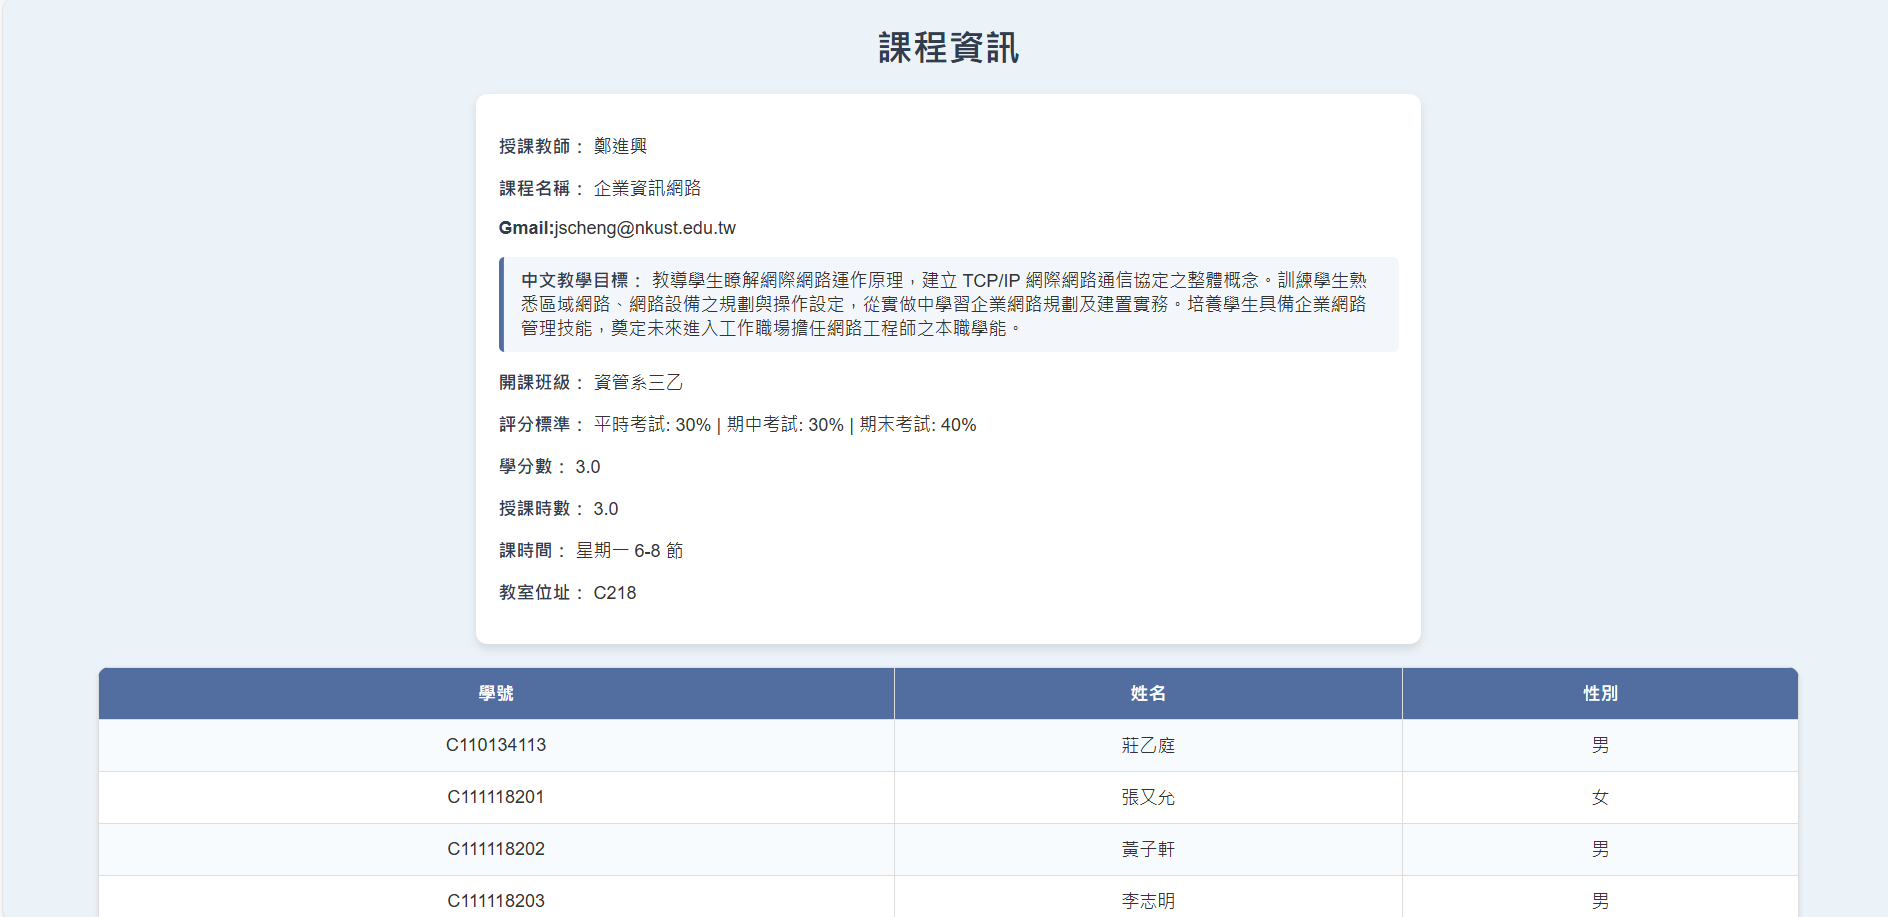 課程資訊
授課教師： 鄭進興
課程名稱： 企業資訊網路
Gmail:jscheng@nkust.edu.tw
中文教學目標： 教導學生瞭解網際網路運作原理，建立 TCP/IP 網際網路通信協定之整體概念。訓練學生熟
悉區域網路、網路設備之規劃與操作設定，從實做中學習企業網路規劃及建置實務。培養學生具備企業網路
管理技能，奠定未來進入工作職場擔任網路工程師之本職學能。
開課班級： 資管系三乙
評分標準： 平時考試: 30% | 期中考試: 30% | 期末考試: 40%
學分數： 3.0
授課時數： 3.0
課時間： 星期一 6-8 節
教室位址： C218
學號 姓名 性別
C110134113 莊乙庭 男
C111118201 張又允 女
C111118202 黃子軒 男
C111118203 李志明 男